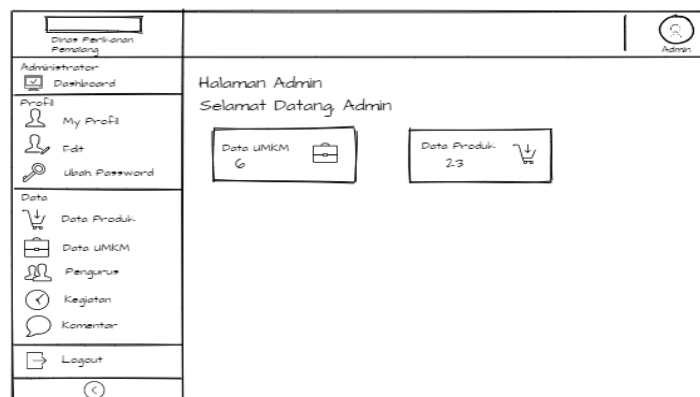 Dinas Perikanan
Pemalang
Admin
Administrator
Dashboard
Profil
My Profil
Edit
Ubah Password
Data
Data Produk
Data UMKM
Pengurus
Kegiatan
Komentar
Logout
Halaman Admin
Selamat Datang, Admin
Data UMKM
6
Data Produk
23